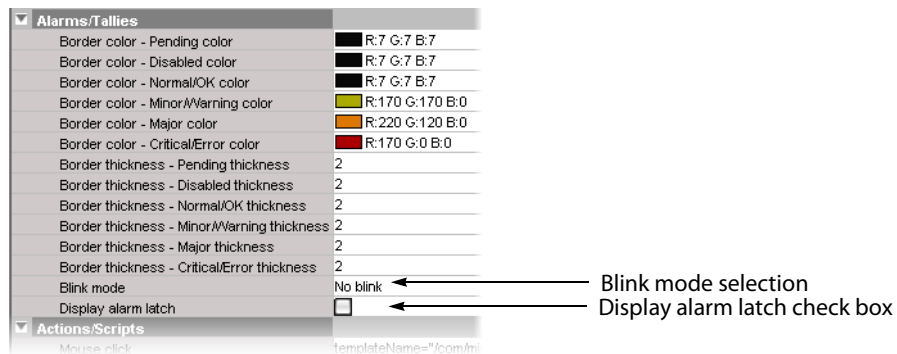 Alarms/Tallies
Border color - Pending color R:7 G:7 B:7
Border color - Disabled color R:7 G:7 B:7
Border color - Normal/OK color R:7 G:7 B:7
Border color - Minor/Warning color R:170 G:170 B:0
Border color - Major color R:220 G:120 B:0
Border color - Critical/Error color R:170 G:0 B:0
Border thickness - Pending thickness 2
Border thickness - Disabled thickness 2
Border thickness - Normal/OK thickness 2
Border thickness - Minor/Warning thickness 2
Border thickness - Major thickness 2
Border thickness - Critical/Error thickness 2
Blink mode No blink Blink mode selection
Display alarm latch Display alarm latch check box
Actions/Scripts
Mouse click templateName="/com/mi